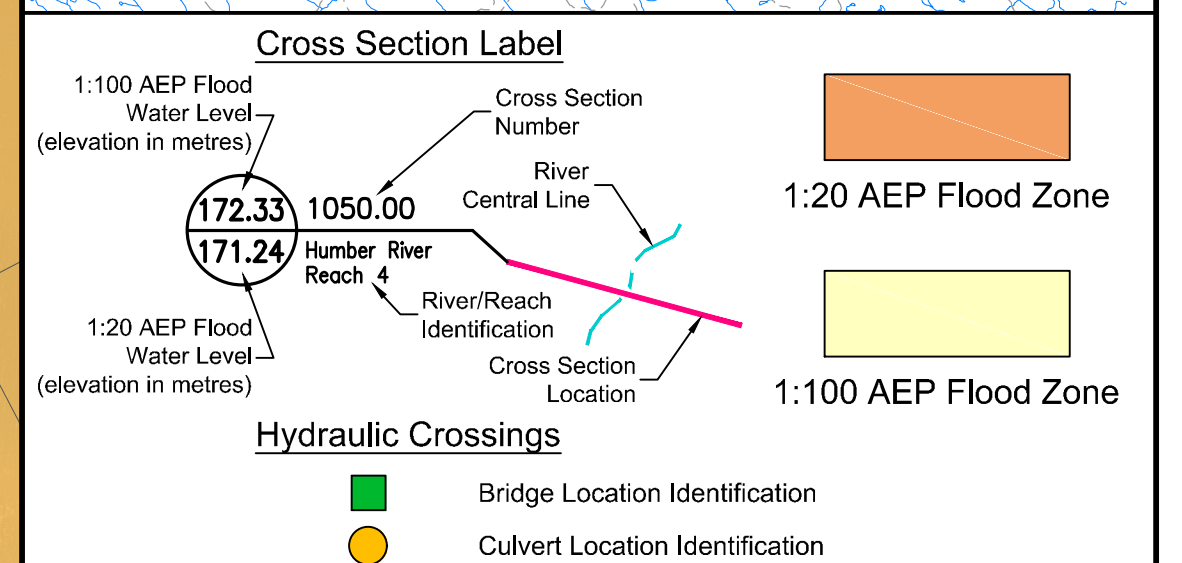 Cross Section Label
1:100 AEP Flood
Water Level
(elevation in metres)
Cross Section
Number
River
Central Line
172.33
1050.00
171.24
Humber River
Reach 4
River/Reach
Identification
1:20 AEP Flood
Water Level
(elevation in metres)
Cross Section
Location
1:20 AEP Flood Zone
1:100 AEP Flood Zone
Hydraulic Crossings
Bridge Location Identification
Culvert Location Identification